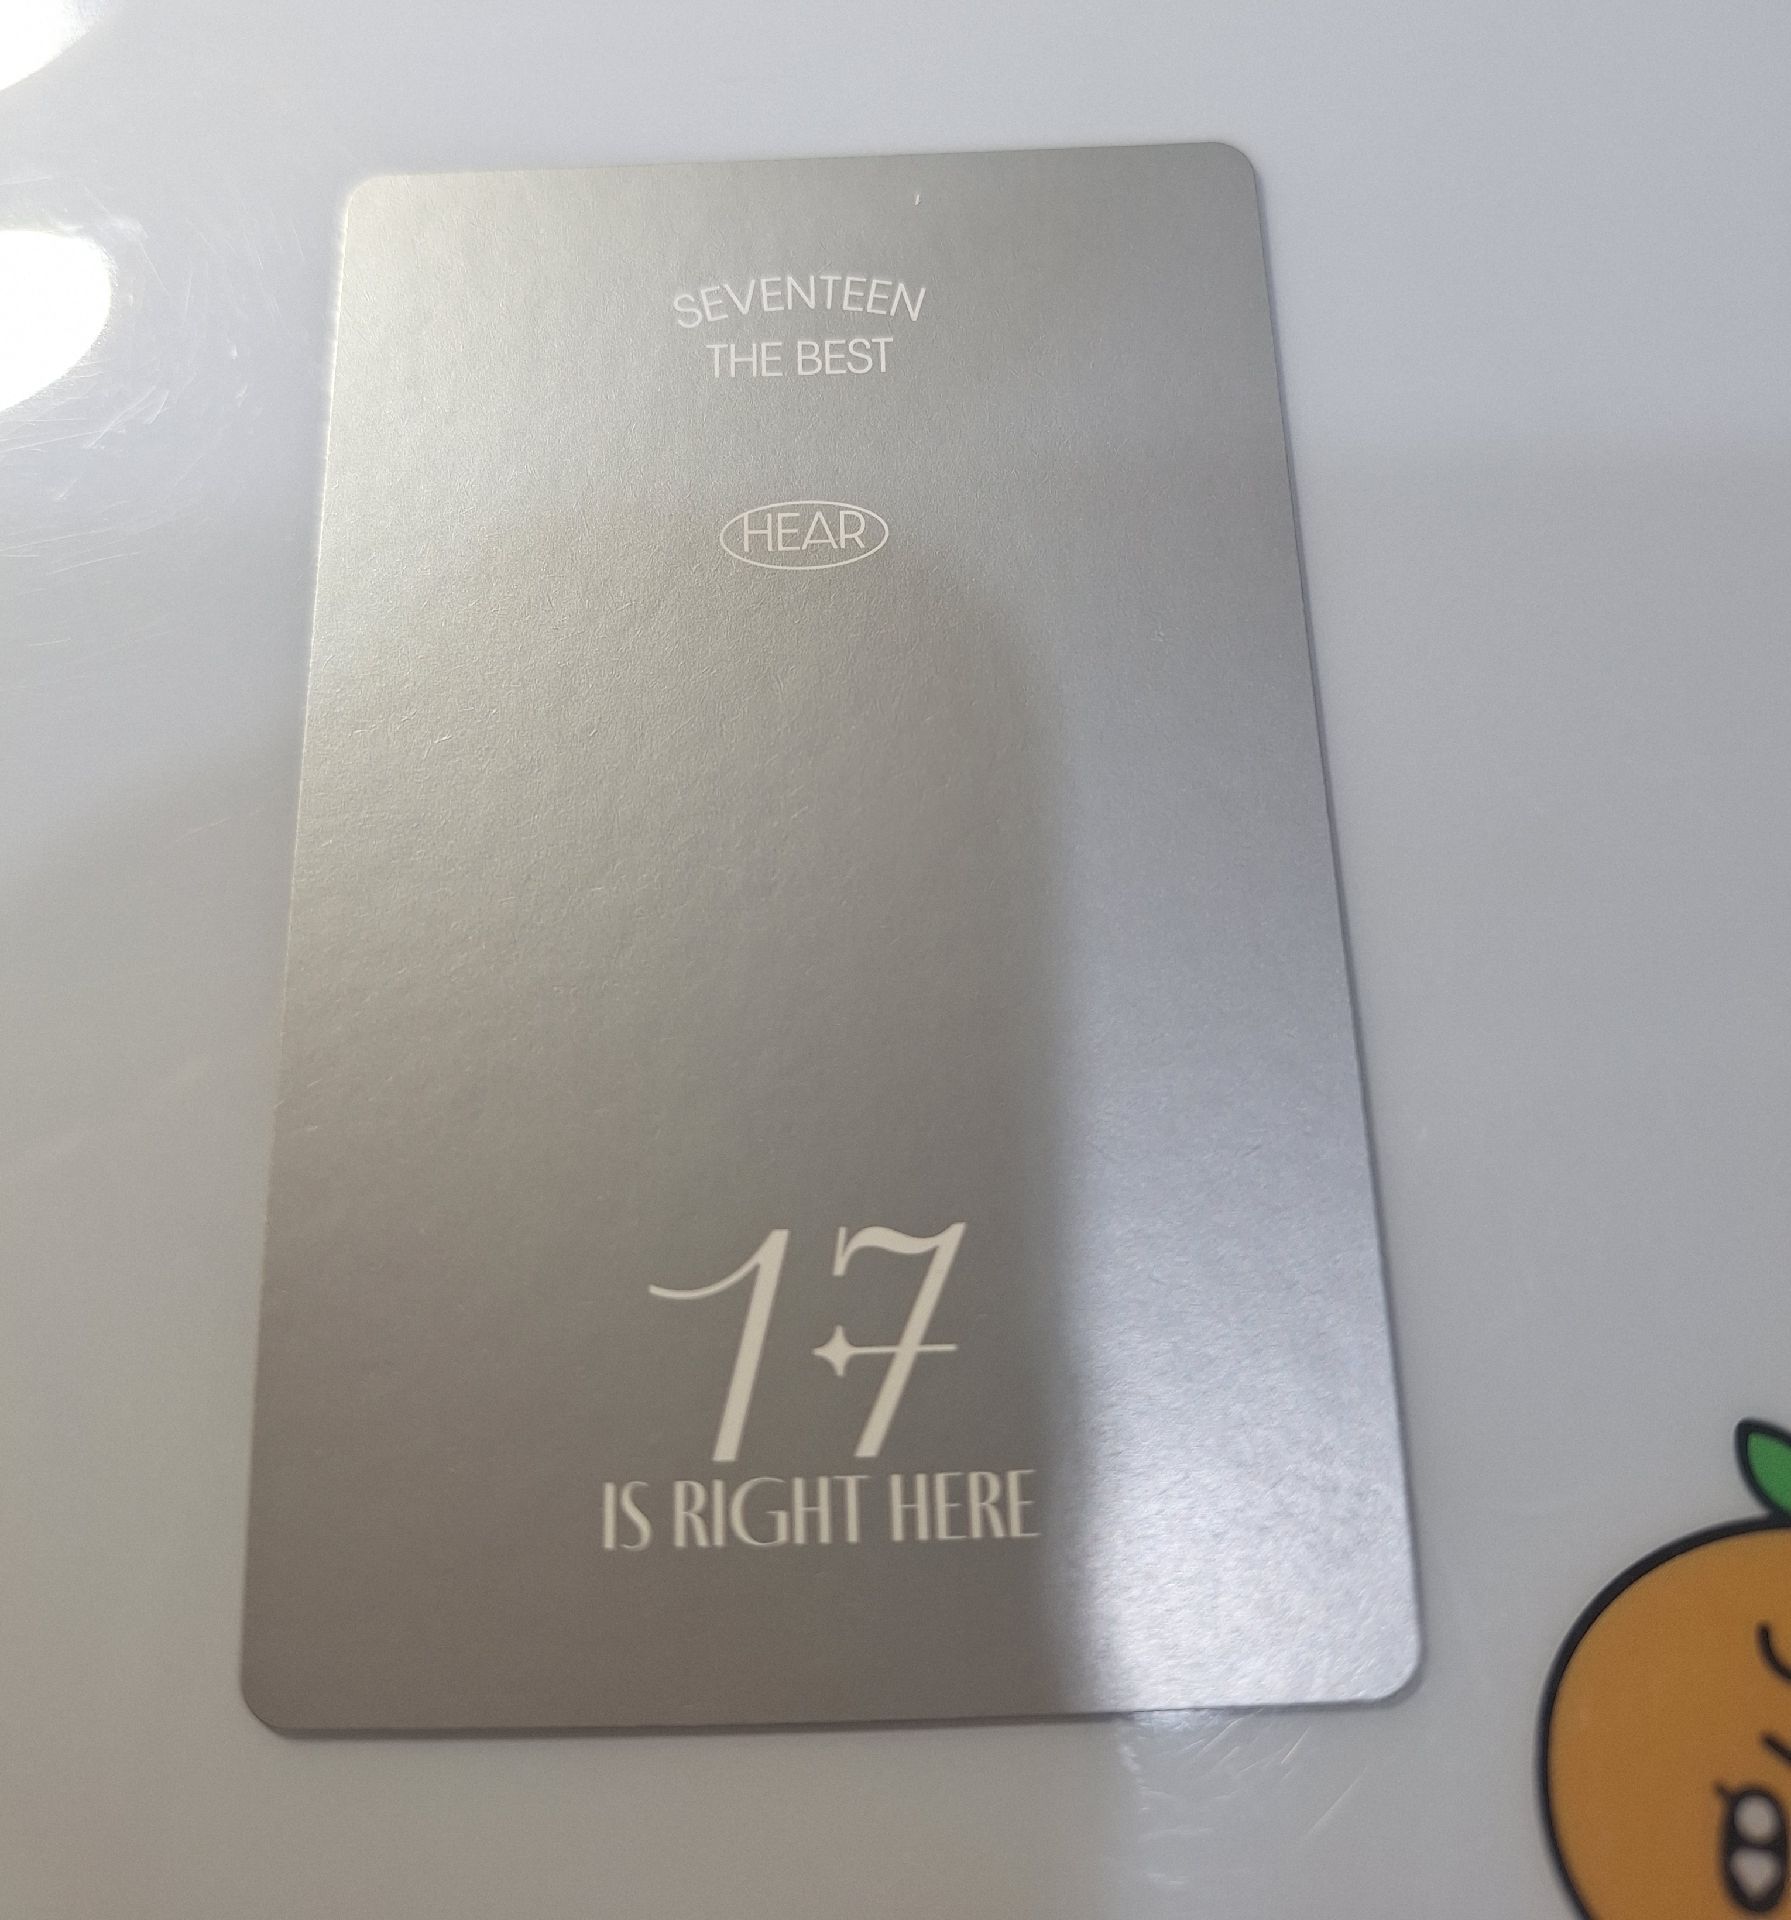 SEVENTEEN
THE BEST
HEAR
17
IS RIGHT HERE